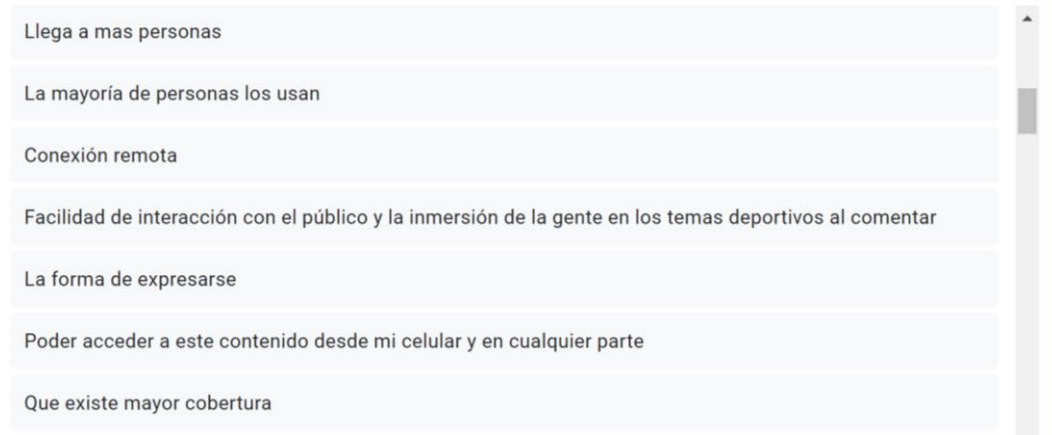 Llega a mas personas
La mayoría de personas los usan
Conexión remota
Facilidad de interacción con el público y la inmersión de la gente en los temas deportivos al comentar
La forma de expresarse
Poder acceder a este contenido desde mi celular y en cualquier parte
Que existe mayor cobertura